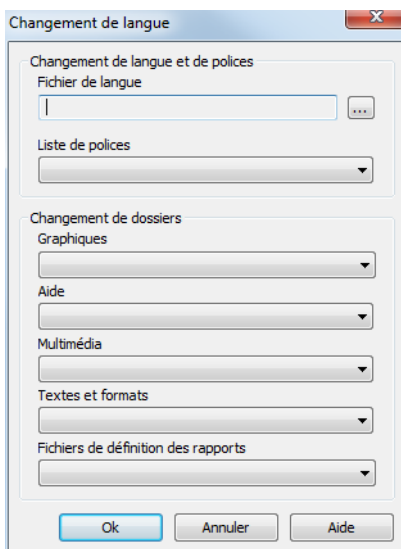 Changement de langue
Changement de langue et de polices
Fichier de langue
...
Liste de polices
Changement de dossiers
Graphiques
Aide
Multimédia
Textes et formats
Fichiers de définition des rapports
Ok
Annuler
Aide